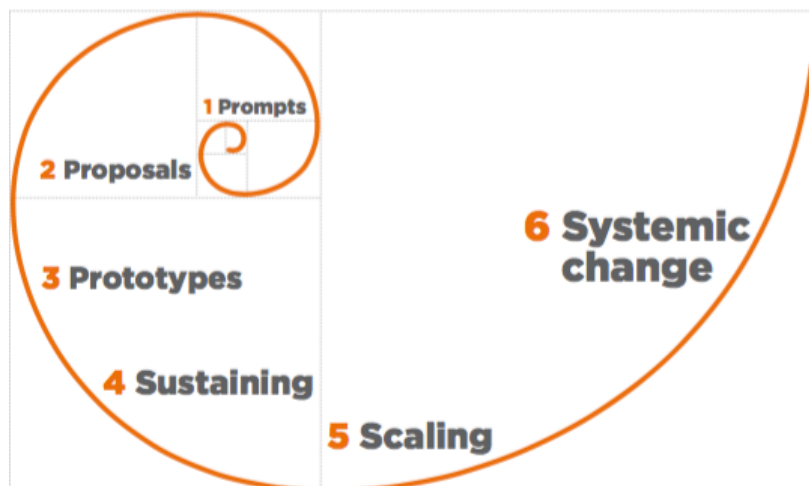 1 Prompts
2 Proposals
3 Prototypes
4 Sustaining
5 Scaling
6 Systemic
change